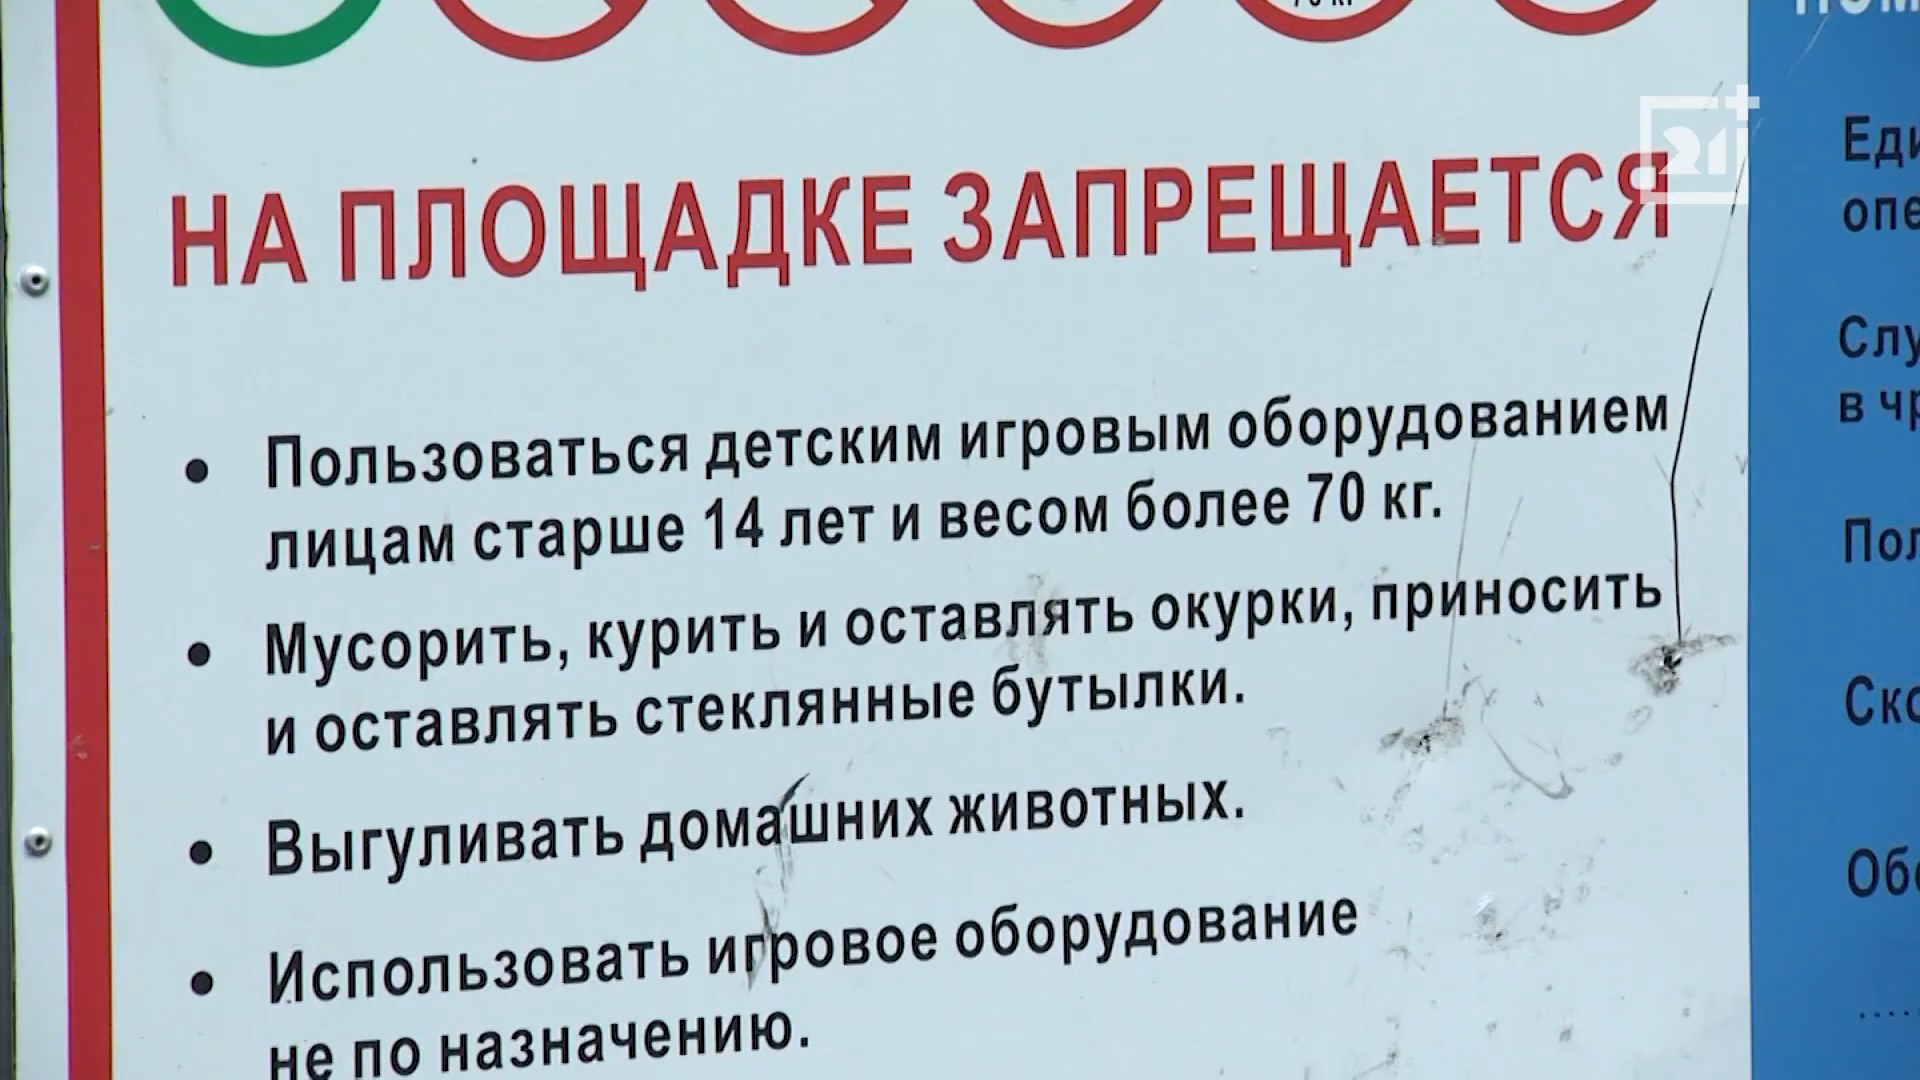 НА ПЛОЩАДКЕ ЗАПРЕЩАЕТСЯ
• Пользоваться детским игровым оборудованием
лицам старше 14 лет и весом более 70 кг.
• Мусорить, курить и оставлять окурки, приносить
и оставлять стеклянные бутылки.
• Выгуливать домашних животных.
• Использовать игровое оборудование
не по назначению.
21+
в